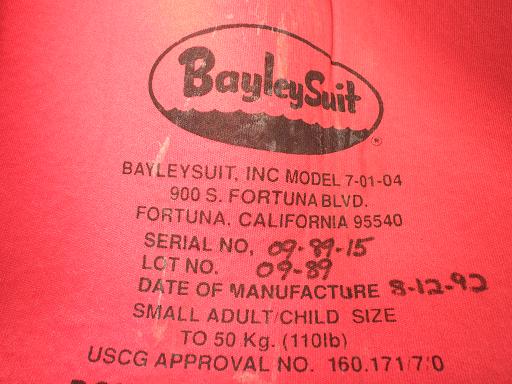 BayleySuit
®
BAYLEYSUIT, INC MODEL 7-01-04
900 S. FORTUNA BLVD.
FORTUNA, CALIFORNIA 95540
SERIAL NO, 09-89-15
LOT NO. 09-89
DATE OF MANUFACTURE 8-12-92
SMALL ADULT/CHILD SIZE
TO 50 Kg. (110lb)
USCG APPROVAL NO. 160.171/7/0